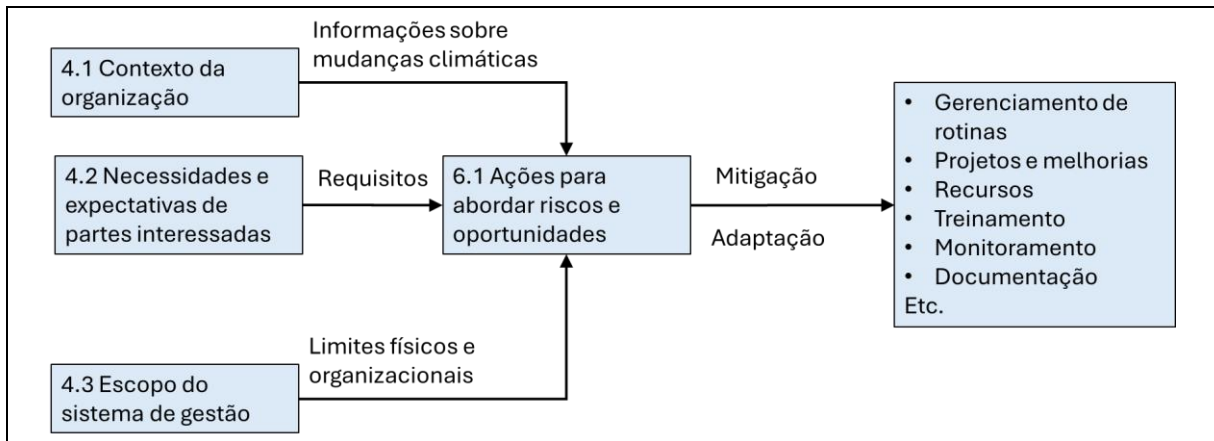 Informações sobre
mudanças climáticas
4.1 Contexto da
organização
4.2 Necessidades e
expectativas de
partes interessadas
Requisitos
6.1 Ações para
abordar riscos e
oportunidades
Mitigação
Adaptação
• Gerenciamento de
rotinas
• Projetos e melhorias
• Recursos
• Treinamento
• Monitoramento
• Documentação
Etc.
Limites físicos e
organizacionais
4.3 Escopo do
sistema de gestão